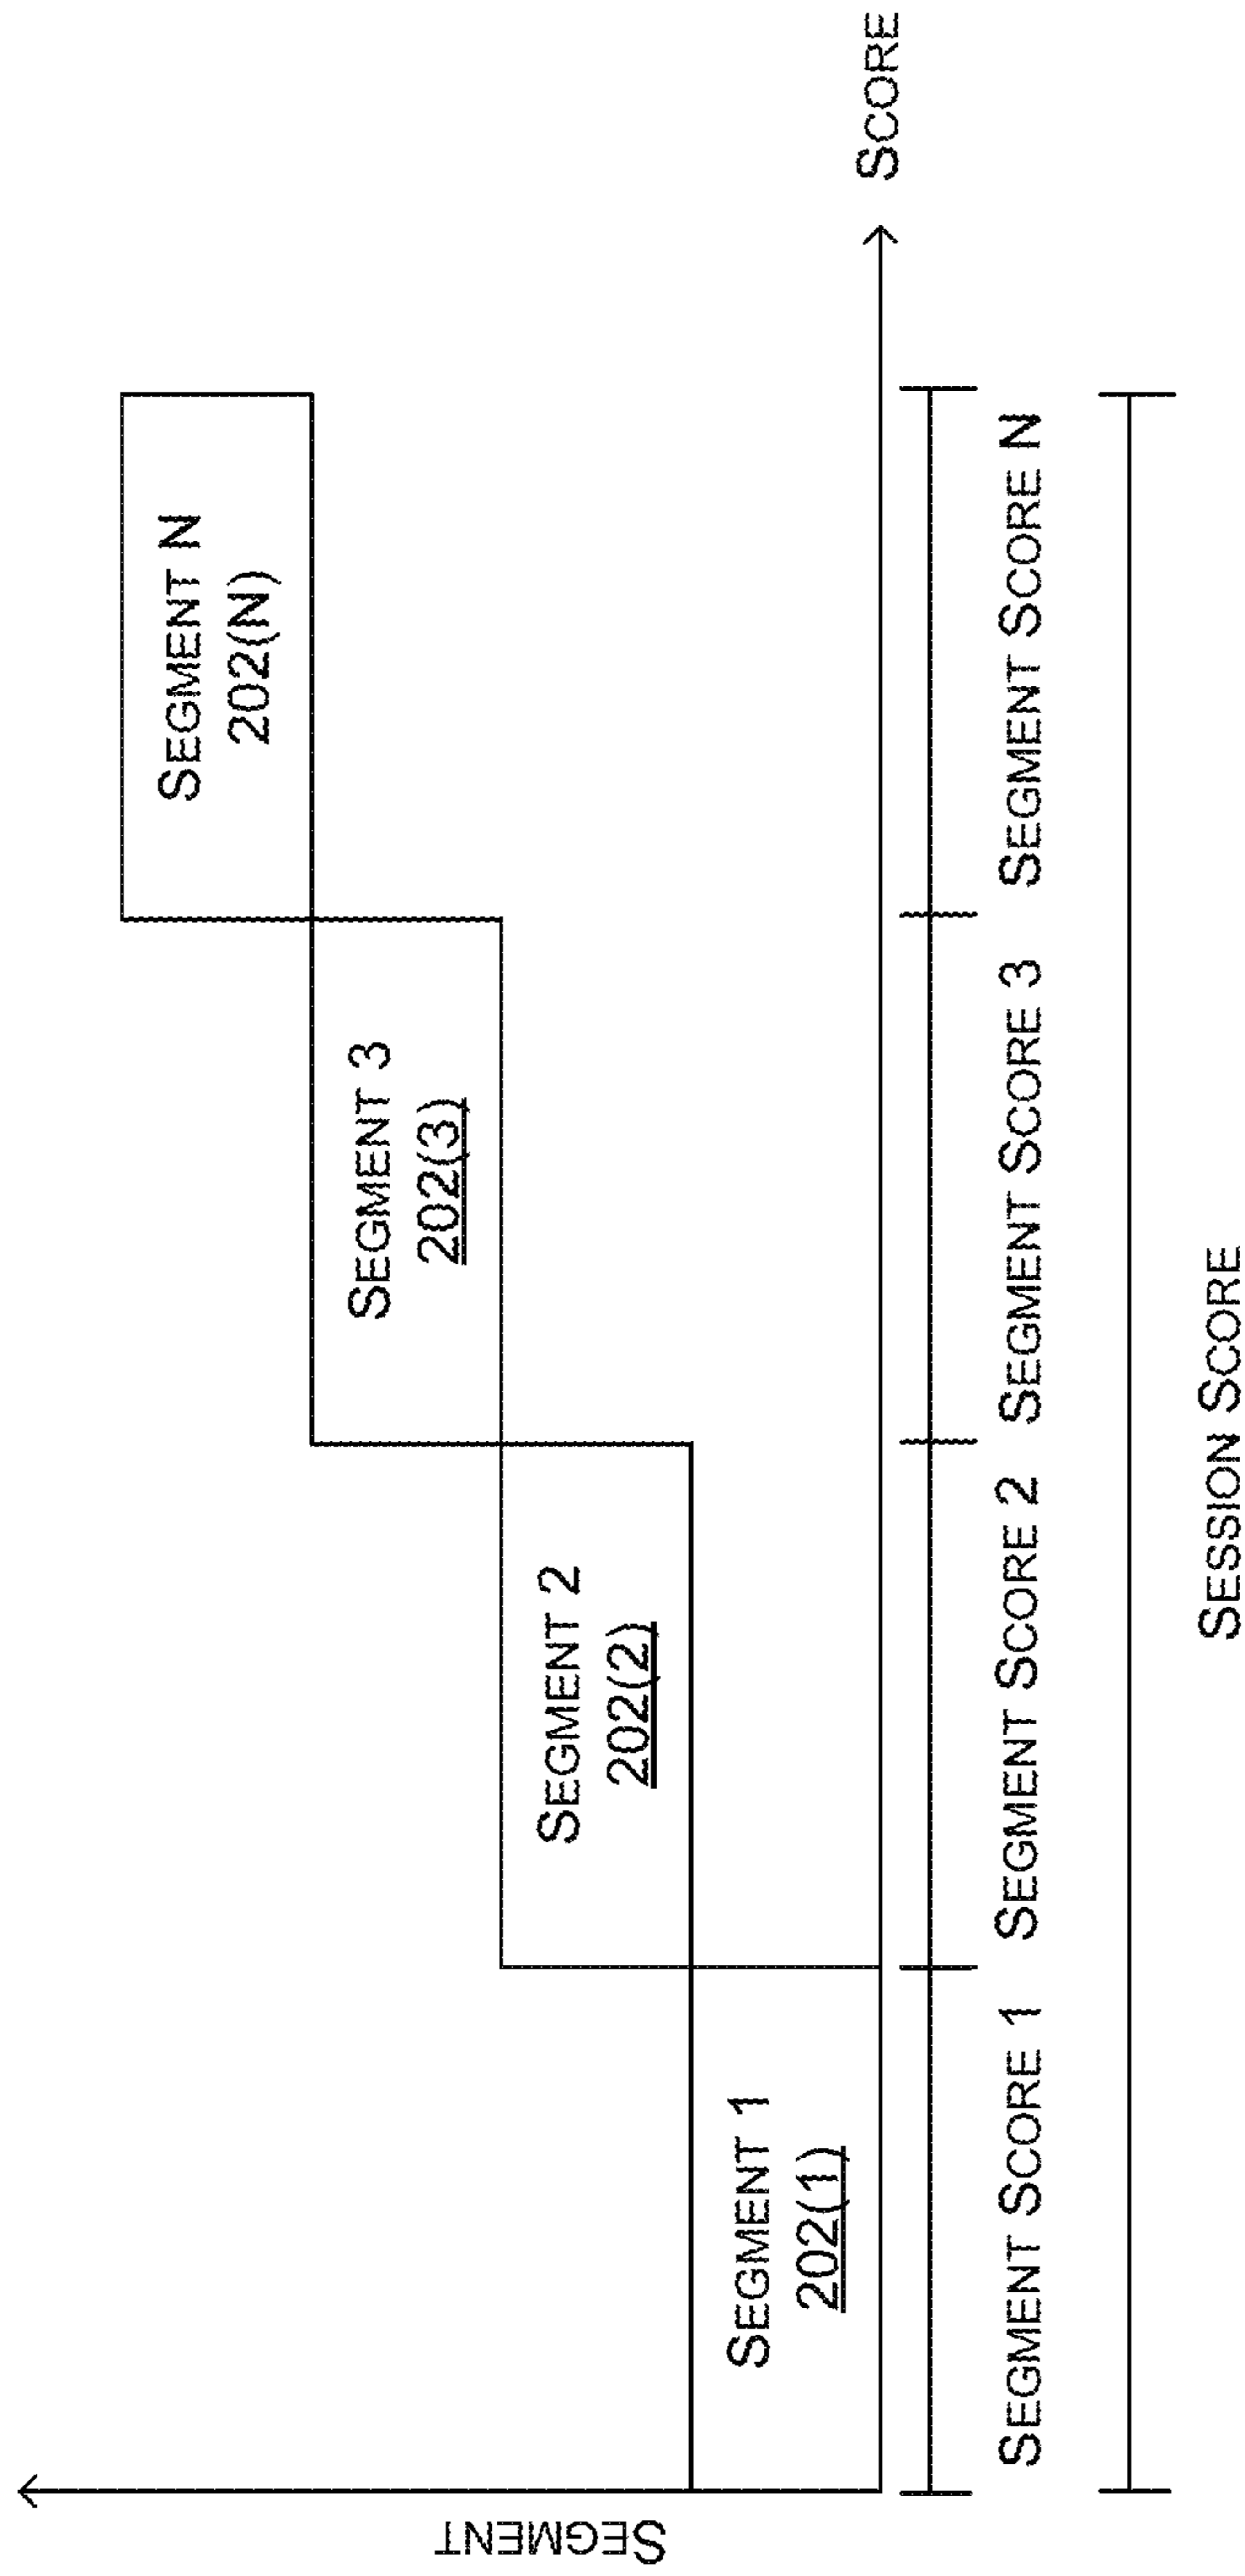 SEGMENT
SEGMENT N
202(N)
SEGMENT 3
202(3)
SEGMENT 2
202(2)
SEGMENT 1
202(1)
SCORE
SEGMENT SCORE 1
SEGMENT SCORE 2
SEGMENT SCORE 3
SEGMENT SCORE N
SESSION SCORE